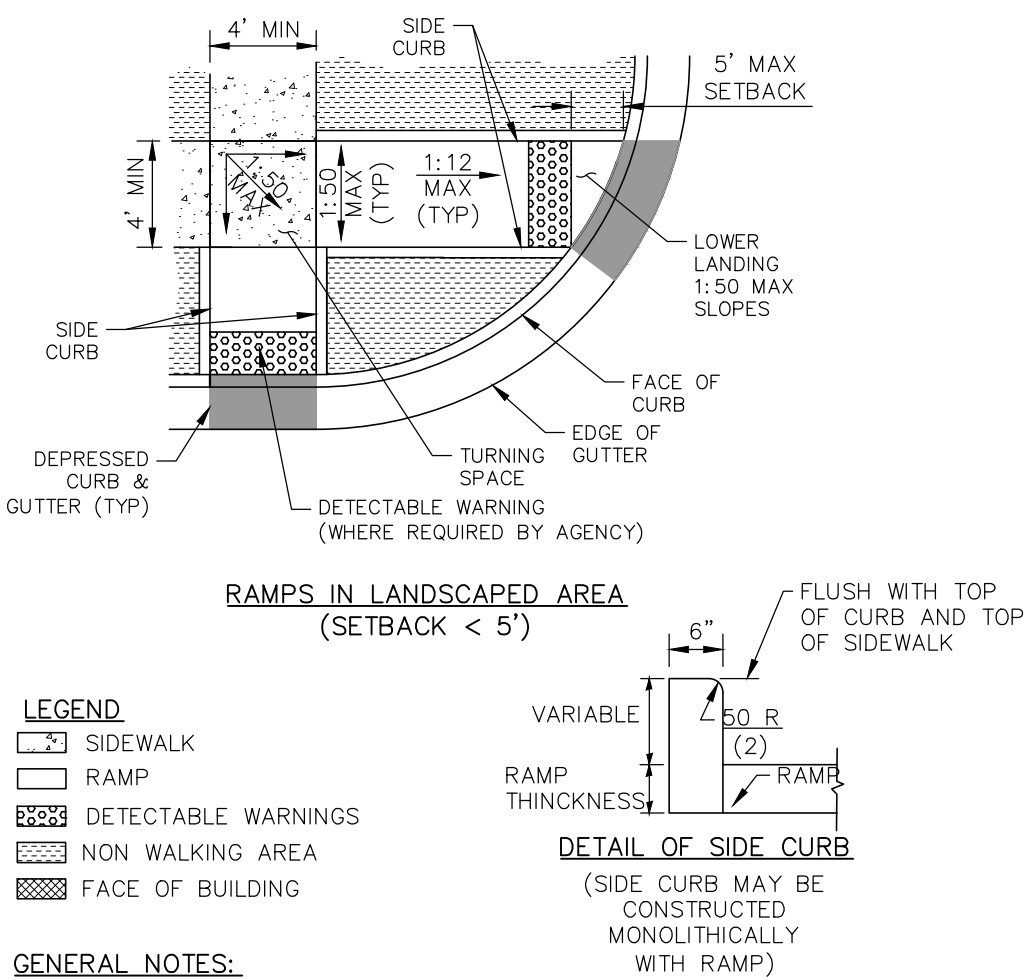 4' MIN
SIDE
CURB
5' MAX
SETBACK
4' MIN
1:50
MAX
1:50
MAX
(TYP)
1:12
MAX
(TYP)
LOWER
LANDING
1:50 MAX
SLOPES
SIDE
CURB
FACE OF
CURB
EDGE OF
GUTTER
DEPRESSED
CURB &
GUTTER (TYP)
TURNING
SPACE
DETECTABLE WARNING
(WHERE REQUIRED BY AGENCY)
RAMPS IN LANDSCAPED AREA
(SETBACK < 5')
LEGEND
SIDEWALK
RAMP
DETECTABLE WARNINGS
NON WALKING AREA
FACE OF BUILDING
FLUSH WITH TOP
OF CURB AND TOP
OF SIDEWALK
6"
VARIABLE
50 R
(2)
RAMP
THINCKNESS
RAMP
DETAIL OF SIDE CURB
(SIDE CURB MAY BE
CONSTRUCTED
MONOLITHICALLY
WITH RAMP)
GENERAL NOTES: